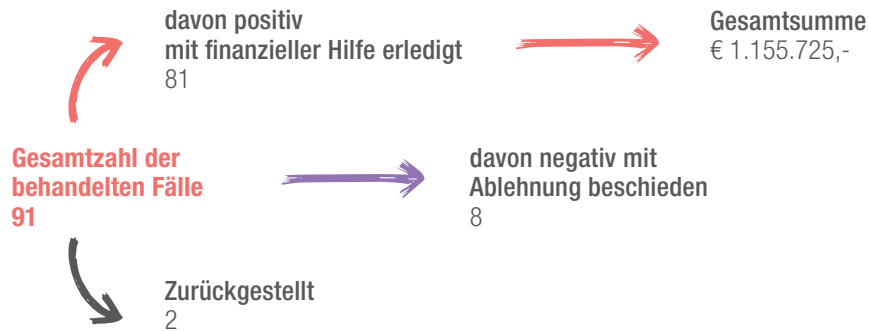 davon positiv
mit finanzieller Hilfe erledigt
81
Gesamtsumme
€ 1.155.725,-
Gesamtzahl der
behandelten Fälle
91
davon negativ mit
Ablehnung beschieden
8
Zurückgestellt
2